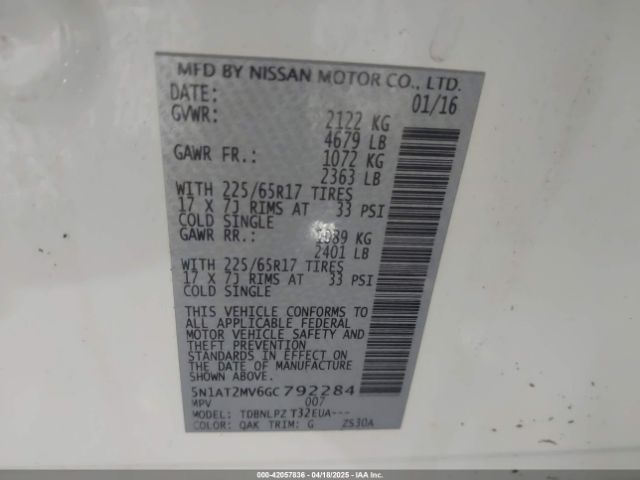 MFD BY NISSAN MOTOR CO., LTD.
DATE: 01/16
GVWR: 2122 KG
4679 LB
GAWR FR.: 1072 KG
2363 LB
WITH 225/65R17 TIRES
17 X 7J RIMS AT 33 PSI
COLD SINGLE
GAWR RR.: 1089 KG
2401 LB
WITH 225/65R17 TIRES
17 X 7J RIMS AT 33 PSI
COLD SINGLE
THIS VEHICLE CONFORMS TO
ALL APPLICABLE FEDERAL
MOTOR VEHICLE SAFETY AND
THEFT PREVENTION
STANDARDS IN EFFECT ON
THE DATE OF MANUFACTURE
SHOWN ABOVE
5N1AT2MV6GC792284
MPV 007
MODEL: TDBNLPZ T32EUA---
COLOR: QAK TRIM: G ZS30A
000-42057836 - 04/18/2025 - IAAI.com